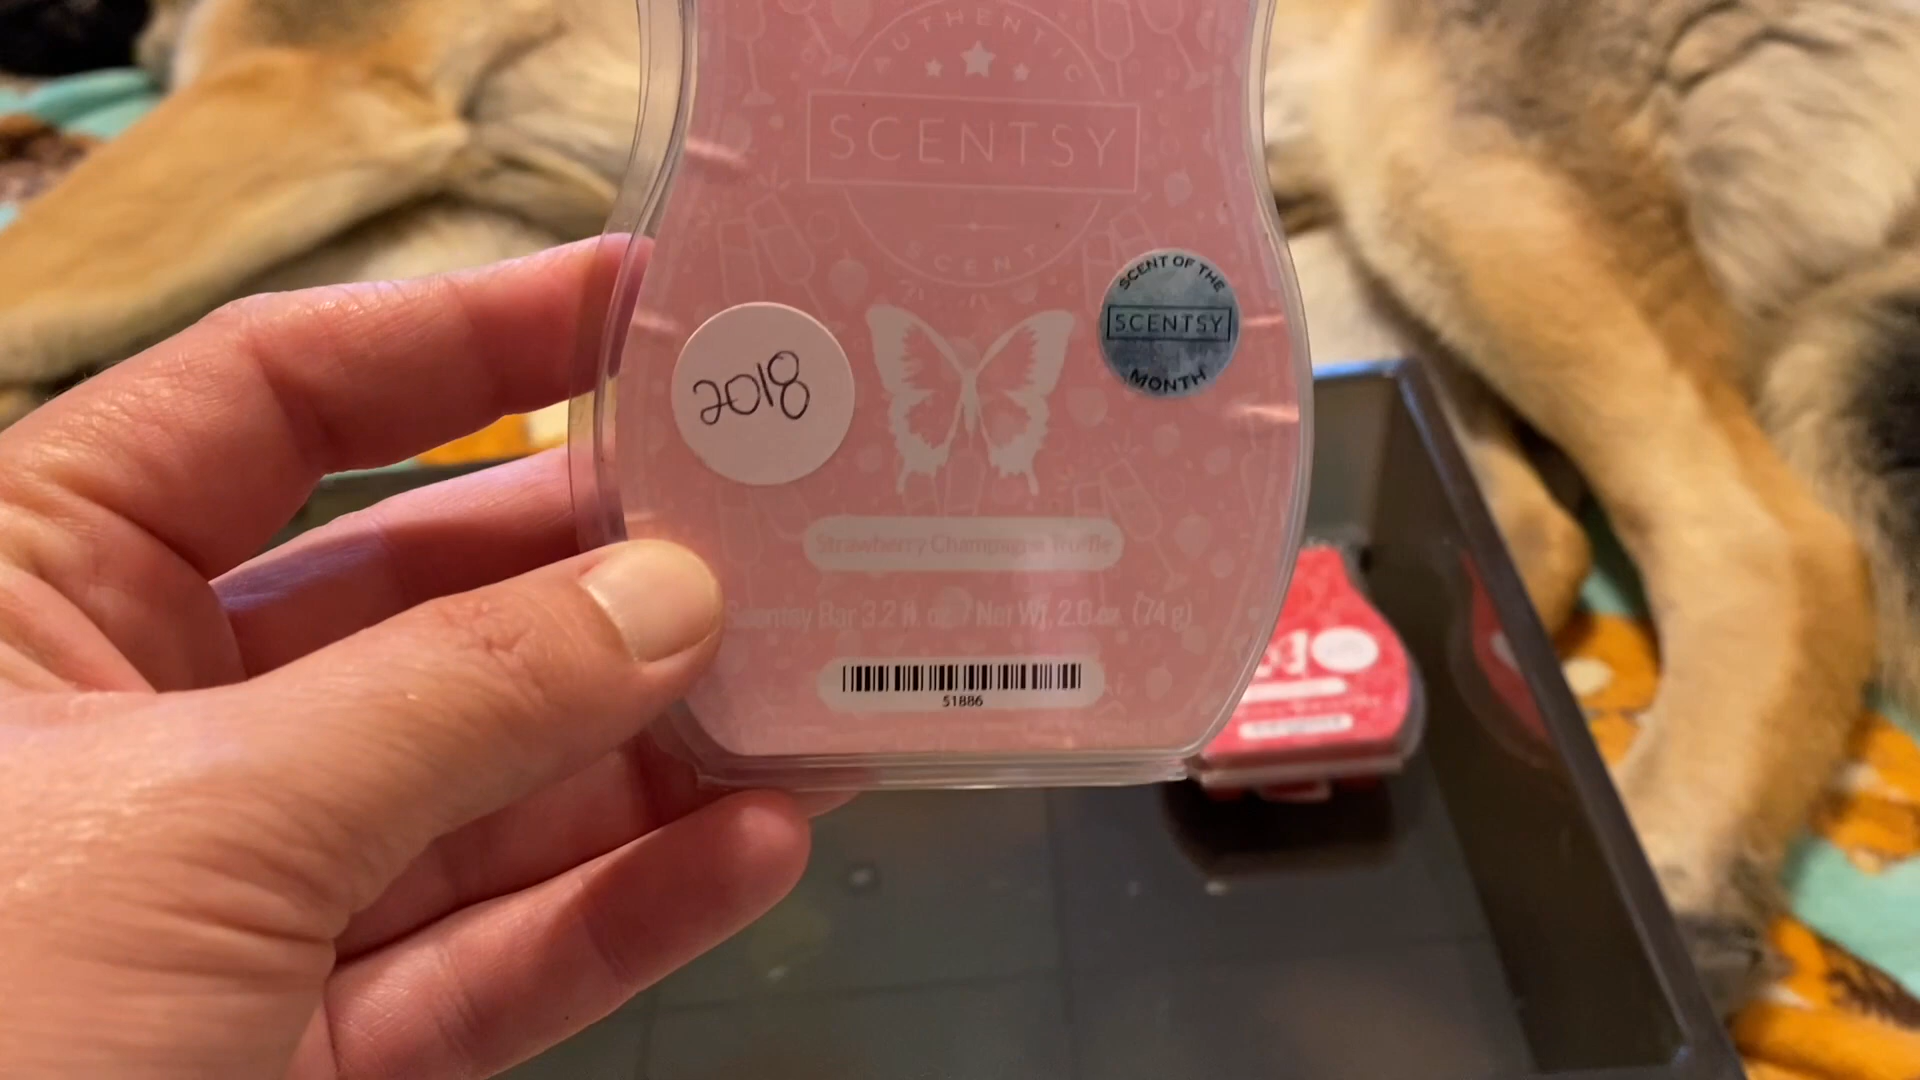 AUTHENTIC
SCENTSY
SCENT
SCENT OF THE
SCENTSY
MONTH
2018
Strawberry Champagne Truffle
Scentsy Bar 3.2 fl. oz. / Net Wt. 2.6 oz. (74 g)
51886